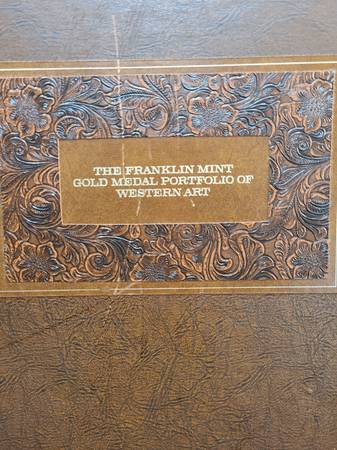 THE FRANKLIN MINT
GOLD MEDAL PORTFOLIO OF
WESTERN ART